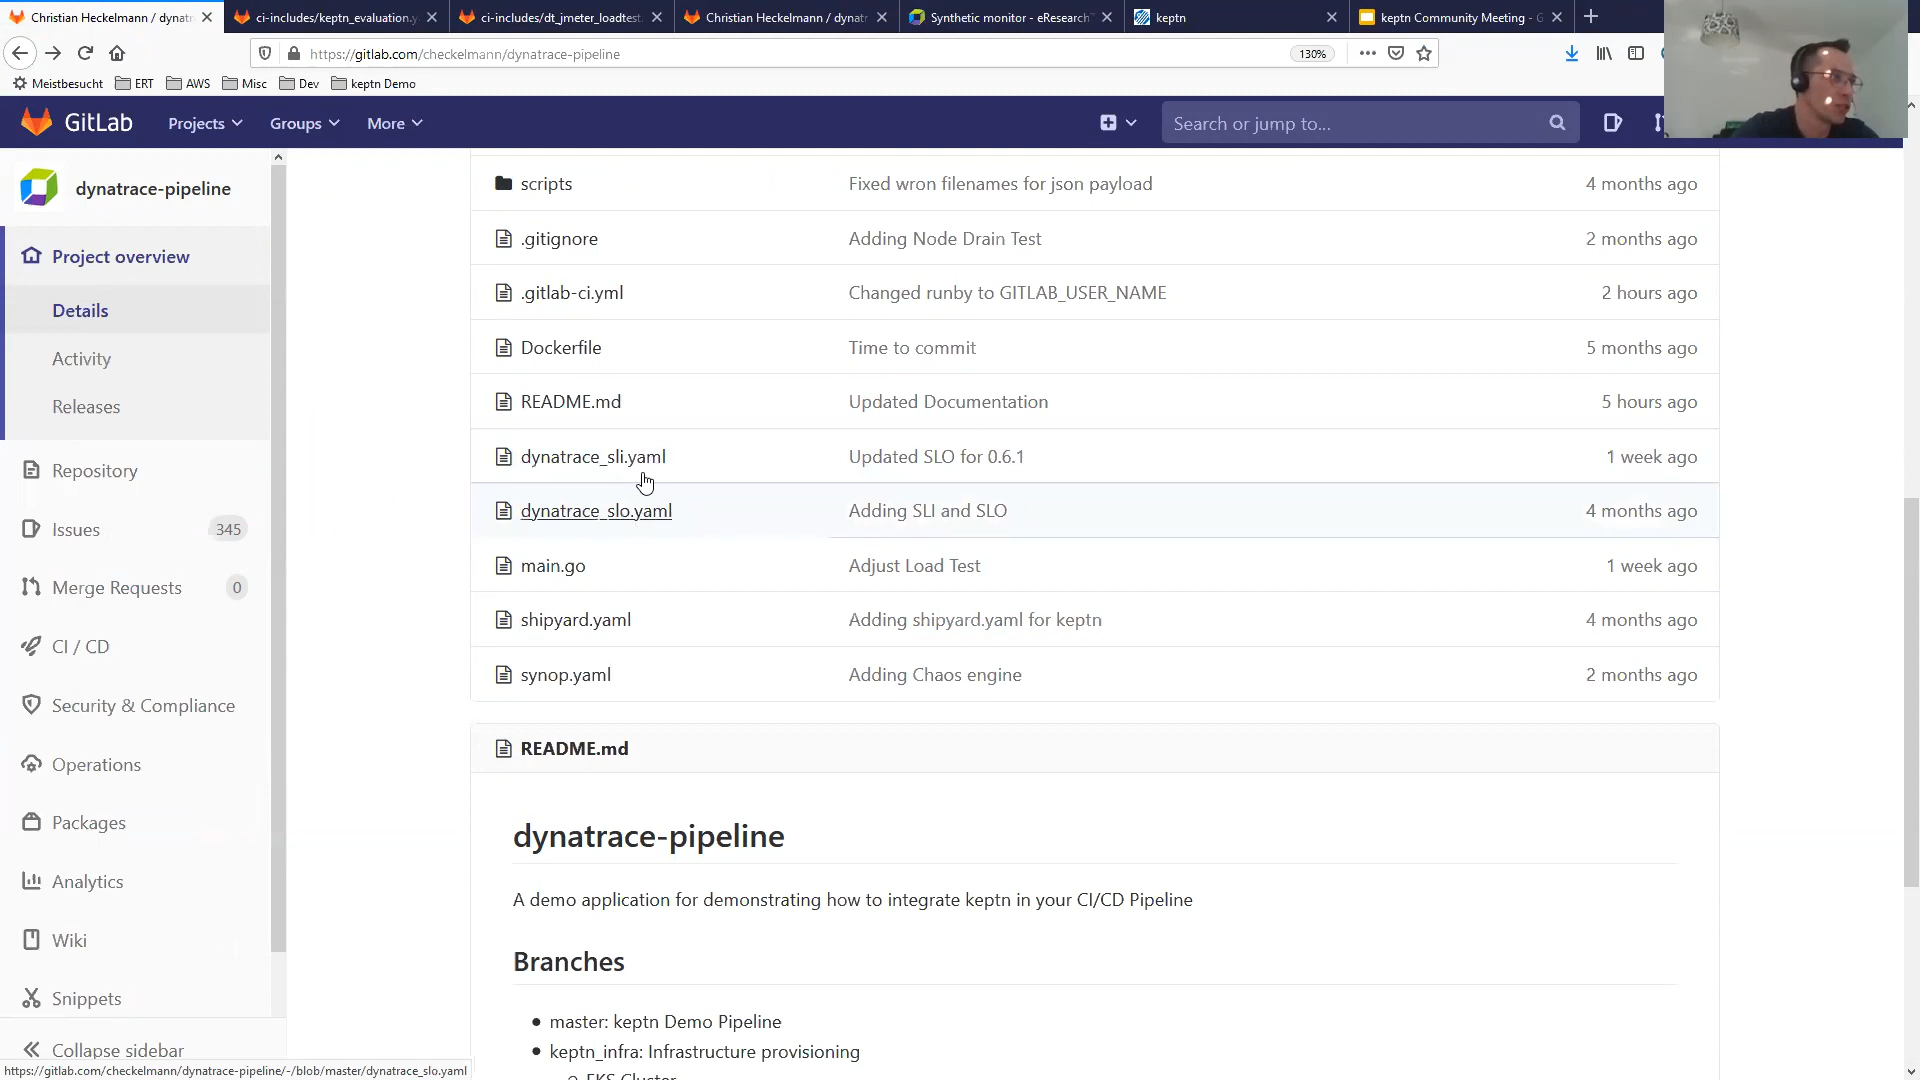 Christian Heckelmann / dynatr
ci-includes/keptn_evaluation.y
ci-includes/dt_jmeter_loadtest
Christian Heckelmann / dynatr
Synthetic monitor - eResearch
keptn
keptn Community Meeting - G
https://gitlab.com/checkelmann/dynatrace-pipeline
130%
Meistbesucht
ERT
AWS
Misc
Dev
keptn Demo
GitLab
Projects
Groups
More
Search or jump to...
dynatrace-pipeline
Project overview
Details
Activity
Releases
Repository
Issues 345
Merge Requests 0
CI / CD
Security & Compliance
Operations
Packages
Analytics
Wiki
Snippets
Collapse sidebar
scripts Fixed wron filenames for json payload 4 months ago
.gitignore Adding Node Drain Test 2 months ago
.gitlab-ci.yml Changed runby to GITLAB_USER_NAME 2 hours ago
Dockerfile Time to commit 5 months ago
README.md Updated Documentation 5 hours ago
dynatrace_sli.yaml Updated SLO for 0.6.1 1 week ago
dynatrace_slo.yaml Adding SLI and SLO 4 months ago
main.go Adjust Load Test 1 week ago
shipyard.yaml Adding shipyard.yaml for keptn 4 months ago
synop.yaml Adding Chaos engine 2 months ago
README.md
dynatrace-pipeline
A demo application for demonstrating how to integrate keptn in your CI/CD Pipeline
Branches
master: keptn Demo Pipeline
keptn_infra: Infrastructure provisioning
EKS Cluster
https://gitlab.com/checkelmann/dynatrace-pipeline/-/blob/master/dynatrace_slo.yaml